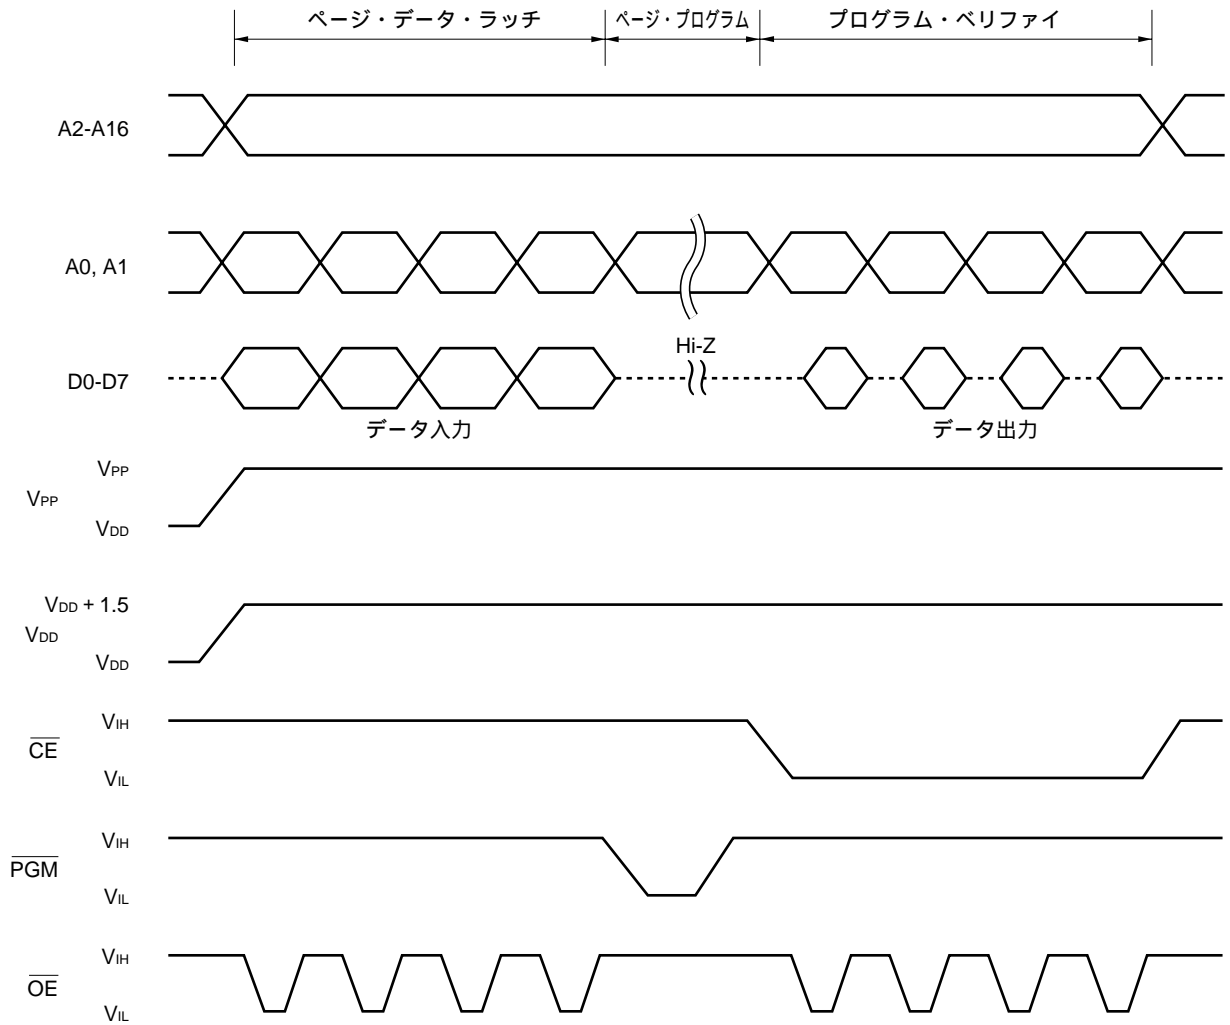 ページ・データ・ラッチ ページ・プログラム プログラム・ベリファイ
A2-A16
A0, A1
Hi-Z
D0-D7
データ入力 データ出力
VPP
VPP
VDD
VDD + 1.5
VDD
VDD
VIH
CE
VIL
VIH
PGM
VIL
VIH
OE
VIL